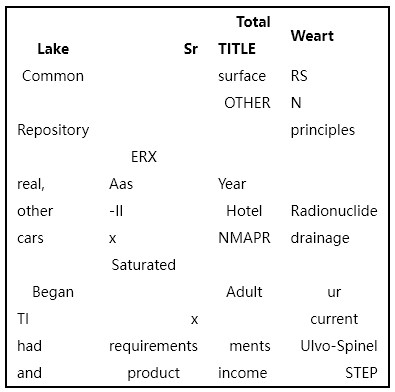 Lake Sr Total TITLE Weart
Common surface RS
OTHER N
Repository principles
ERX
real, Aas Year
other -II Hotel Radionuclide
cars x NMAPR drainage
Saturated
Began Adult ur
TI x current
had requirements ments Ulvo-Spinel
and product income STEP